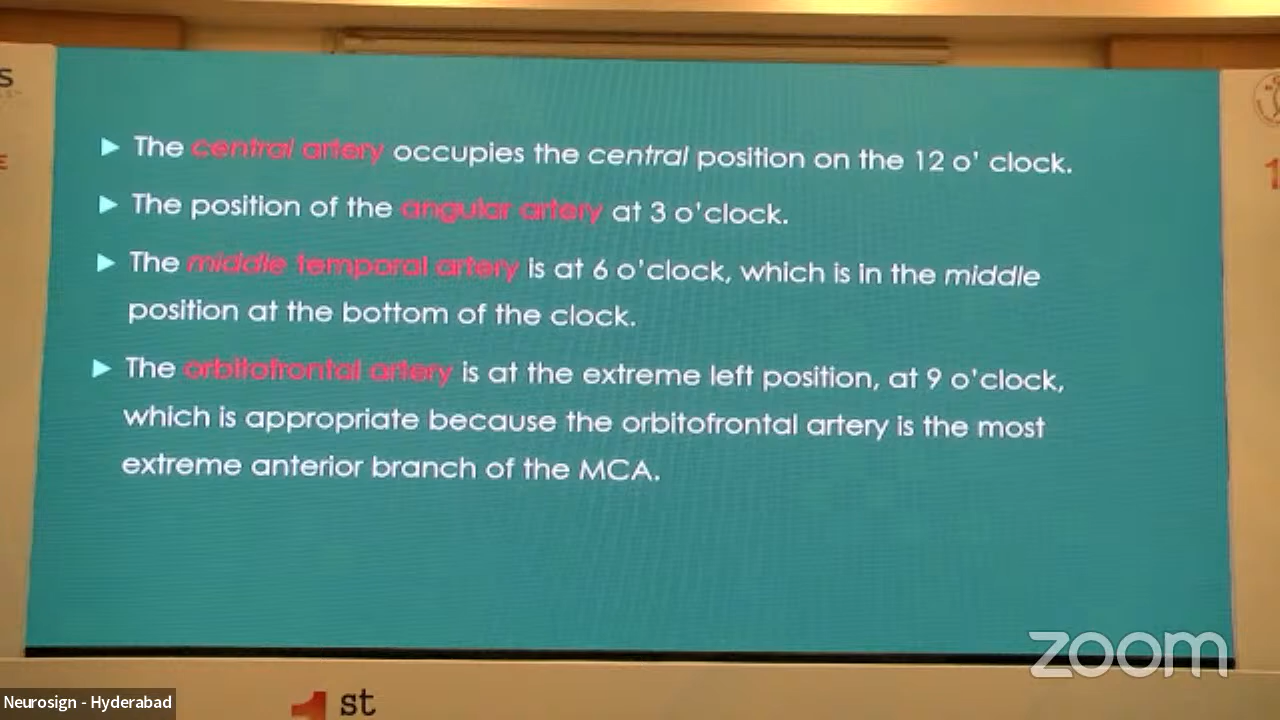 ► The central artery occupies the central position on the 12 o' clock.
► The position of the angular artery at 3 o'clock.
► The middle temporal artery is at 6 o'clock, which is in the middle
position at the bottom of the clock.
► The orbitofrontal artery is at the extreme left position, at 9 o'clock,
which is appropriate because the orbitofrontal artery is the most
extreme anterior branch of the MCA.
zoom
Neurosign - Hyderabad
1st